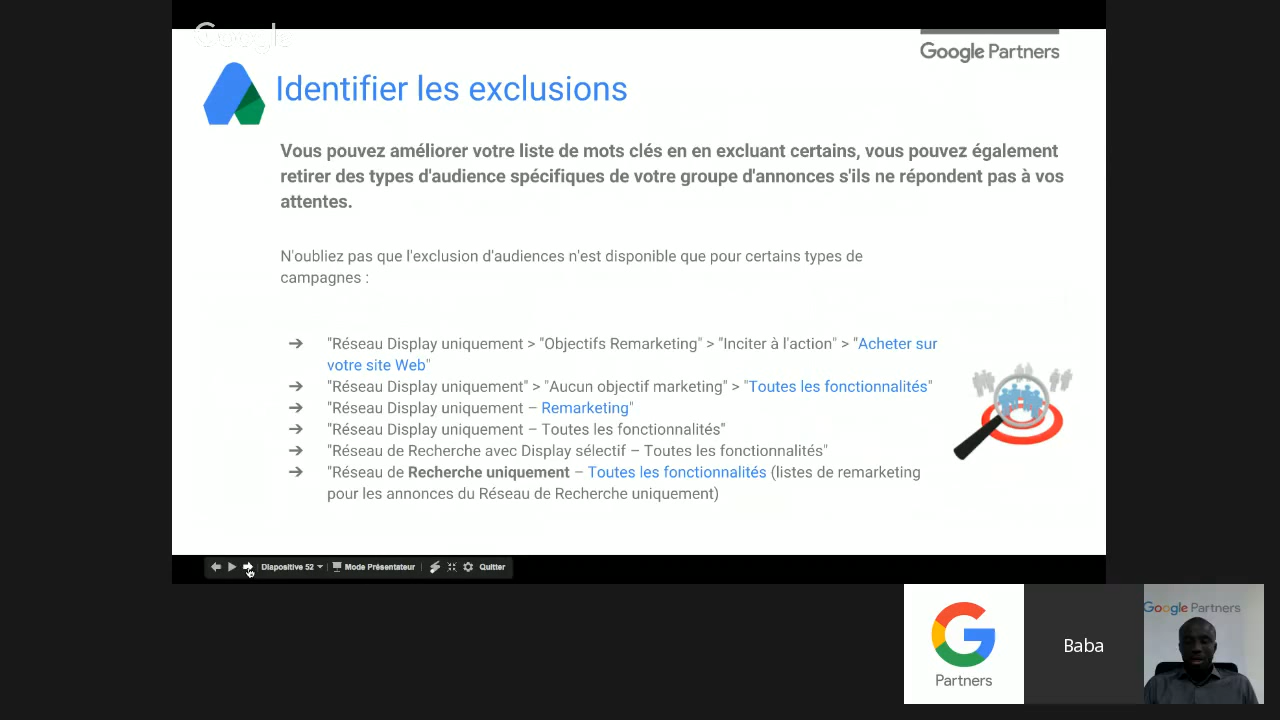 Google
Google Partners
Identifier les exclusions
Vous pouvez améliorer votre liste de mots clés en en excluant certains, vous pouvez également
retirer des types d'audience spécifiques de votre groupe d'annonces s'ils ne répondent pas à vos
attentes.
N'oubliez pas que l'exclusion d'audiences n'est disponible que pour certains types de
campagnes :
➔ "Réseau Display uniquement > "Objectifs Remarketing" > "Inciter à l'action" > "Acheter sur
votre site Web"
➔ "Réseau Display uniquement" > "Aucun objectif marketing" > "Toutes les fonctionnalités"
➔ "Réseau Display uniquement – Remarketing"
➔ "Réseau Display uniquement – Toutes les fonctionnalités"
➔ "Réseau de Recherche avec Display sélectif – Toutes les fonctionnalités"
➔ "Réseau de Recherche uniquement – Toutes les fonctionnalités (listes de remarketing
pour les annonces du Réseau de Recherche uniquement)
Diapositive 52 Mode Présentateur Quitter
Partners
Baba
Google Partners